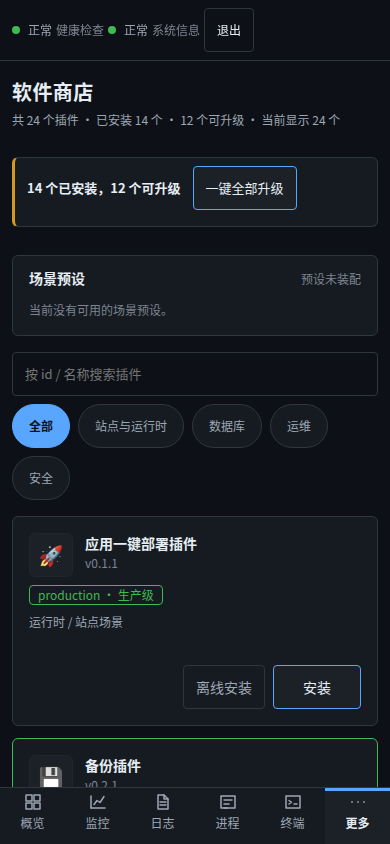 正常 健康检查 正常 系统信息 退出
软件商店
共 24 个插件 • 已安装 14 个 • 12 个可升级 • 当前显示 24 个
14 个已安装，12 个可升级 一键全部升级
场景预设 预设未装配
当前没有可用的场景预设。
按 id / 名称搜索插件
全部 站点与运行时 数据库 运维
安全
应用一键部署插件
v0.1.1
production • 生产级
运行时 / 站点场景
离线安装 安装
备份插件
v0.2.1
概览 监控 日志 进程 终端 更多